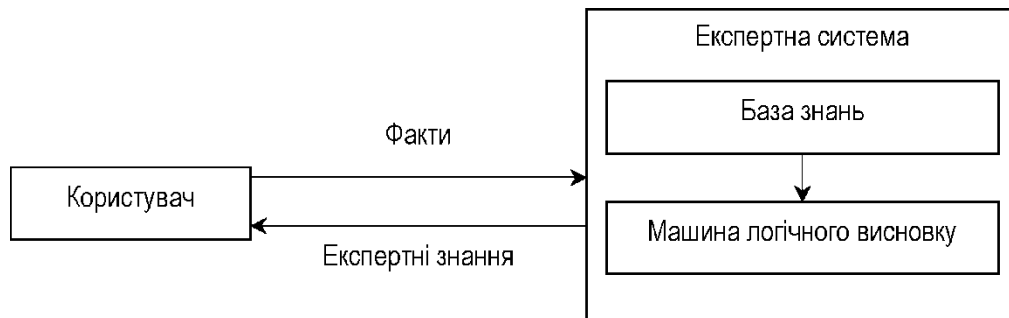 Експертна система
База знань
Факти
Користувач
Машина логічного висновку
Експертні знання